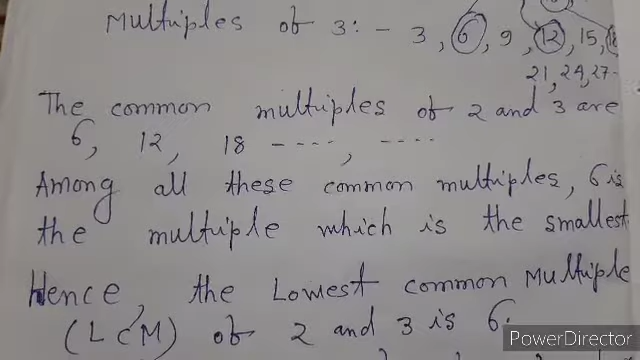 Multiples of 3:- 3, 6, 9, 12, 15, 18
21, 24, 27-
The common multiples of 2 and 3 are
6, 12, 18 ----, ----
Among all these common multiples, 6 is
the multiple which is the smallest
Hence, the Lowest common Multiple
(LCM) of 2 and 3 is 6.
PowerDirector